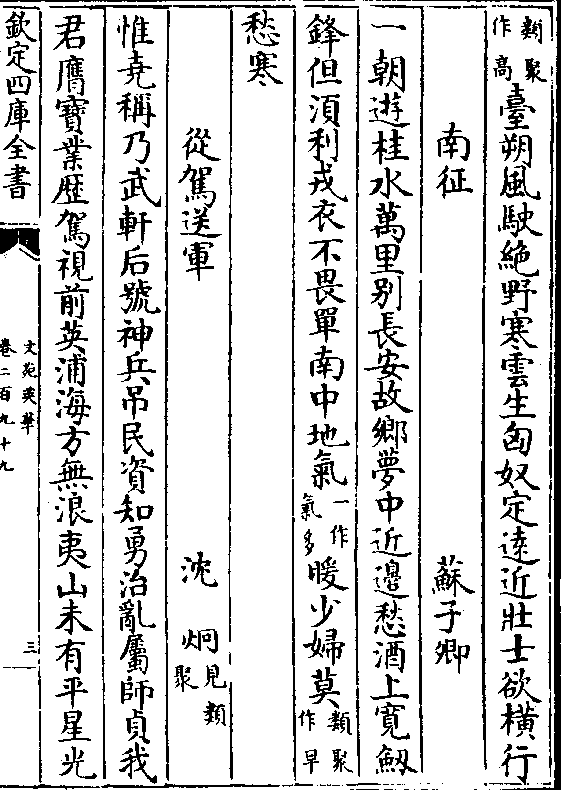 類聚作高臺朔風駛絶野寒雲生匈奴定逺近壯士欲横行
南征 蘇子卿
一朝遊桂水萬里别長安故鄉夢中近邊愁酒上寛劔
鋒但湏利戎衣不畏單南中地氣一作氣多暖少婦莫類聚作早
愁寒
從駕送軍 沈炯見類聚
惟堯稱乃武軒后號神兵吊民資知勇治亂屬師貞我
君膺寶業歴駕視前英浦海方無浪夷山未有平星光
欽定四庫全書
文苑英華
卷二百九十九
三